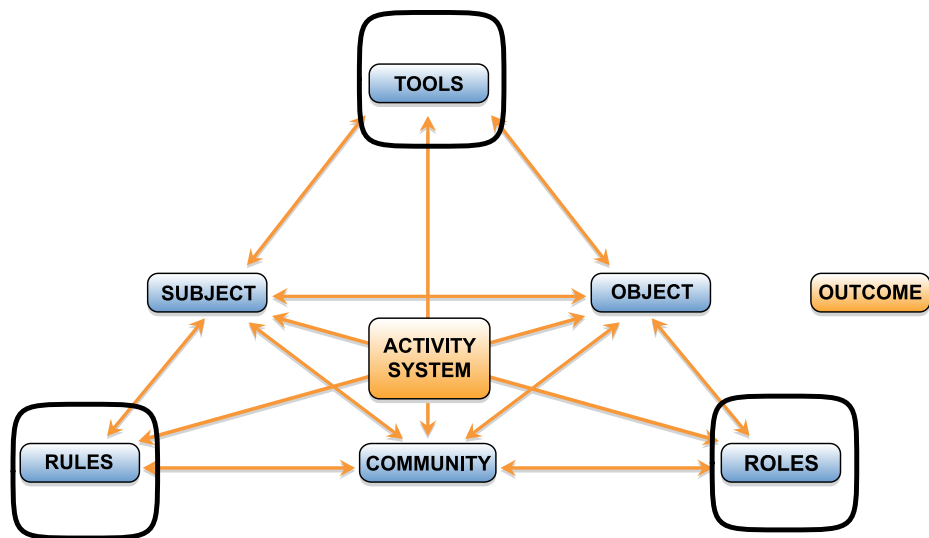 TOOLS
SUBJECT
OBJECT
OUTCOME
ACTIVITY
SYSTEM
RULES
COMMUNITY
ROLES